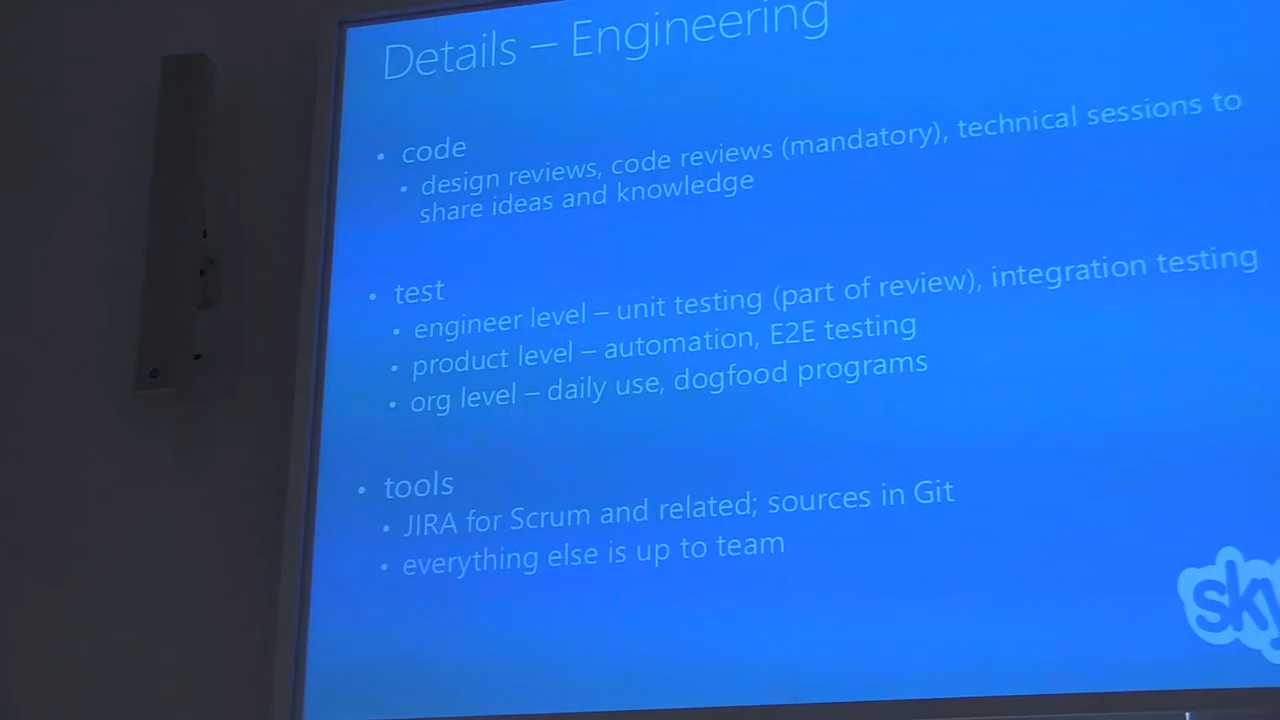 Details – Engineering
• code
• design reviews, code reviews (mandatory), technical sessions to
share ideas and knowledge
• test
• engineer level – unit testing (part of review), integration testing
• product level – automation, E2E testing
• org level – daily use, dogfood programs
• tools
• JIRA for Scrum and related; sources in Git
• everything else is up to team
sky